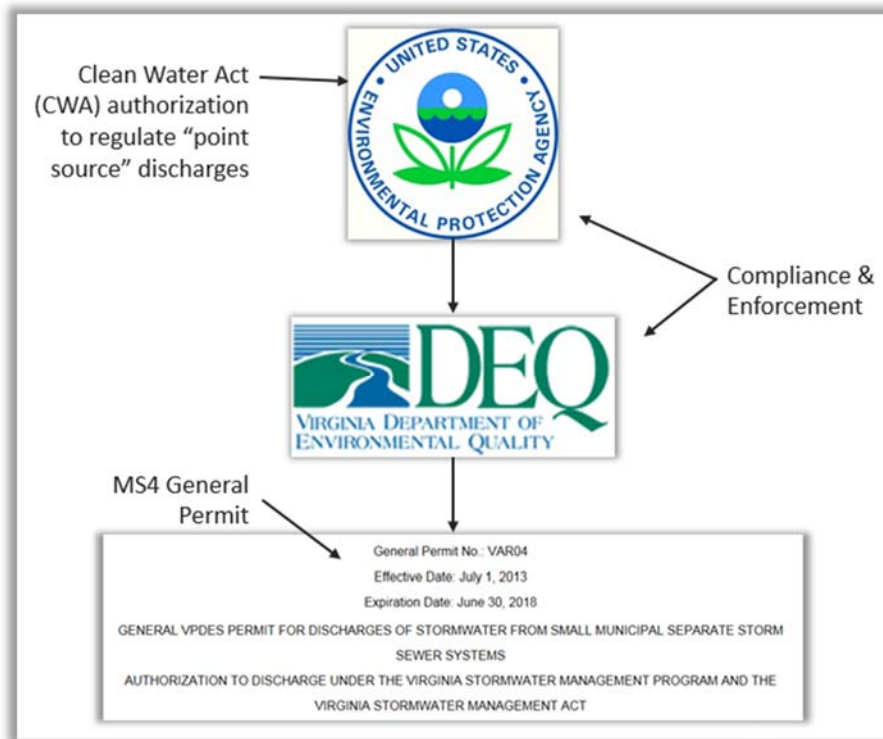 Clean Water Act
(CWA) authorization
to regulate “point
source” discharges
UNITED STATES
ENVIRONMENTAL PROTECTION AGENCY
Compliance &
Enforcement
DEQ
VIRGINIA DEPARTMENT OF
ENVIRONMENTAL QUALITY
MS4 General
Permit
General Permit No.: VAR04
Effective Date: July 1, 2013
Expiration Date: June 30, 2018
GENERAL VPDES PERMIT FOR DISCHARGES OF STORMWATER FROM SMALL MUNICIPAL SEPARATE STORM
SEWER SYSTEMS
AUTHORIZATION TO DISCHARGE UNDER THE VIRGINIA STORMWATER MANAGEMENT PROGRAM AND THE
VIRGINIA STORMWATER MANAGEMENT ACT